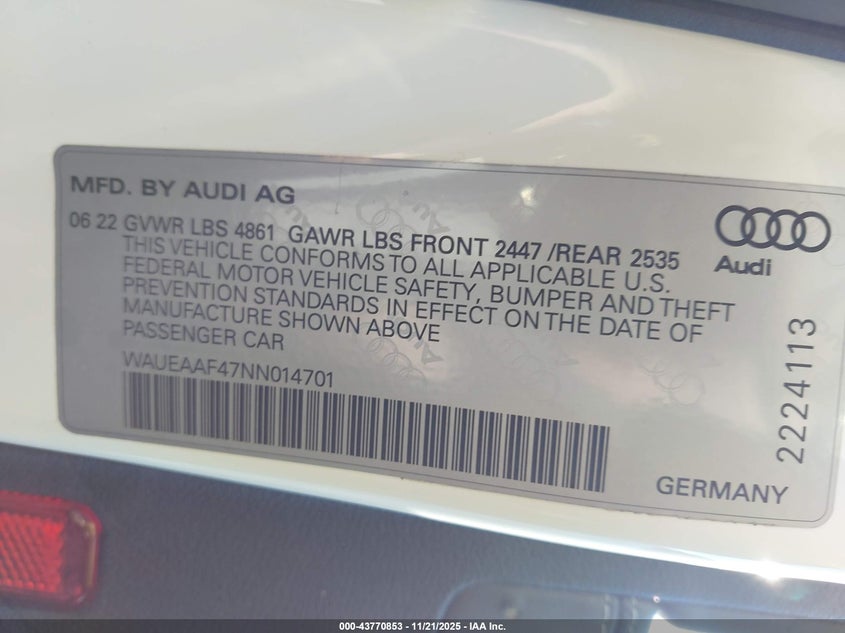 MFD. BY AUDI AG
06 22 GVWR LBS 4861 GAWR LBS FRONT 2447 /REAR 2535
THIS VEHICLE CONFORMS TO ALL APPLICABLE U.S.
FEDERAL MOTOR VEHICLE SAFETY, BUMPER AND THEFT
PREVENTION STANDARDS IN EFFECT ON THE DATE OF
MANUFACTURE SHOWN ABOVE
PASSENGER CAR
WAUEAAF47NN014701
Audi
2224113
GERMANY
000-43770853 - 11/21/2025 - IAA Inc.